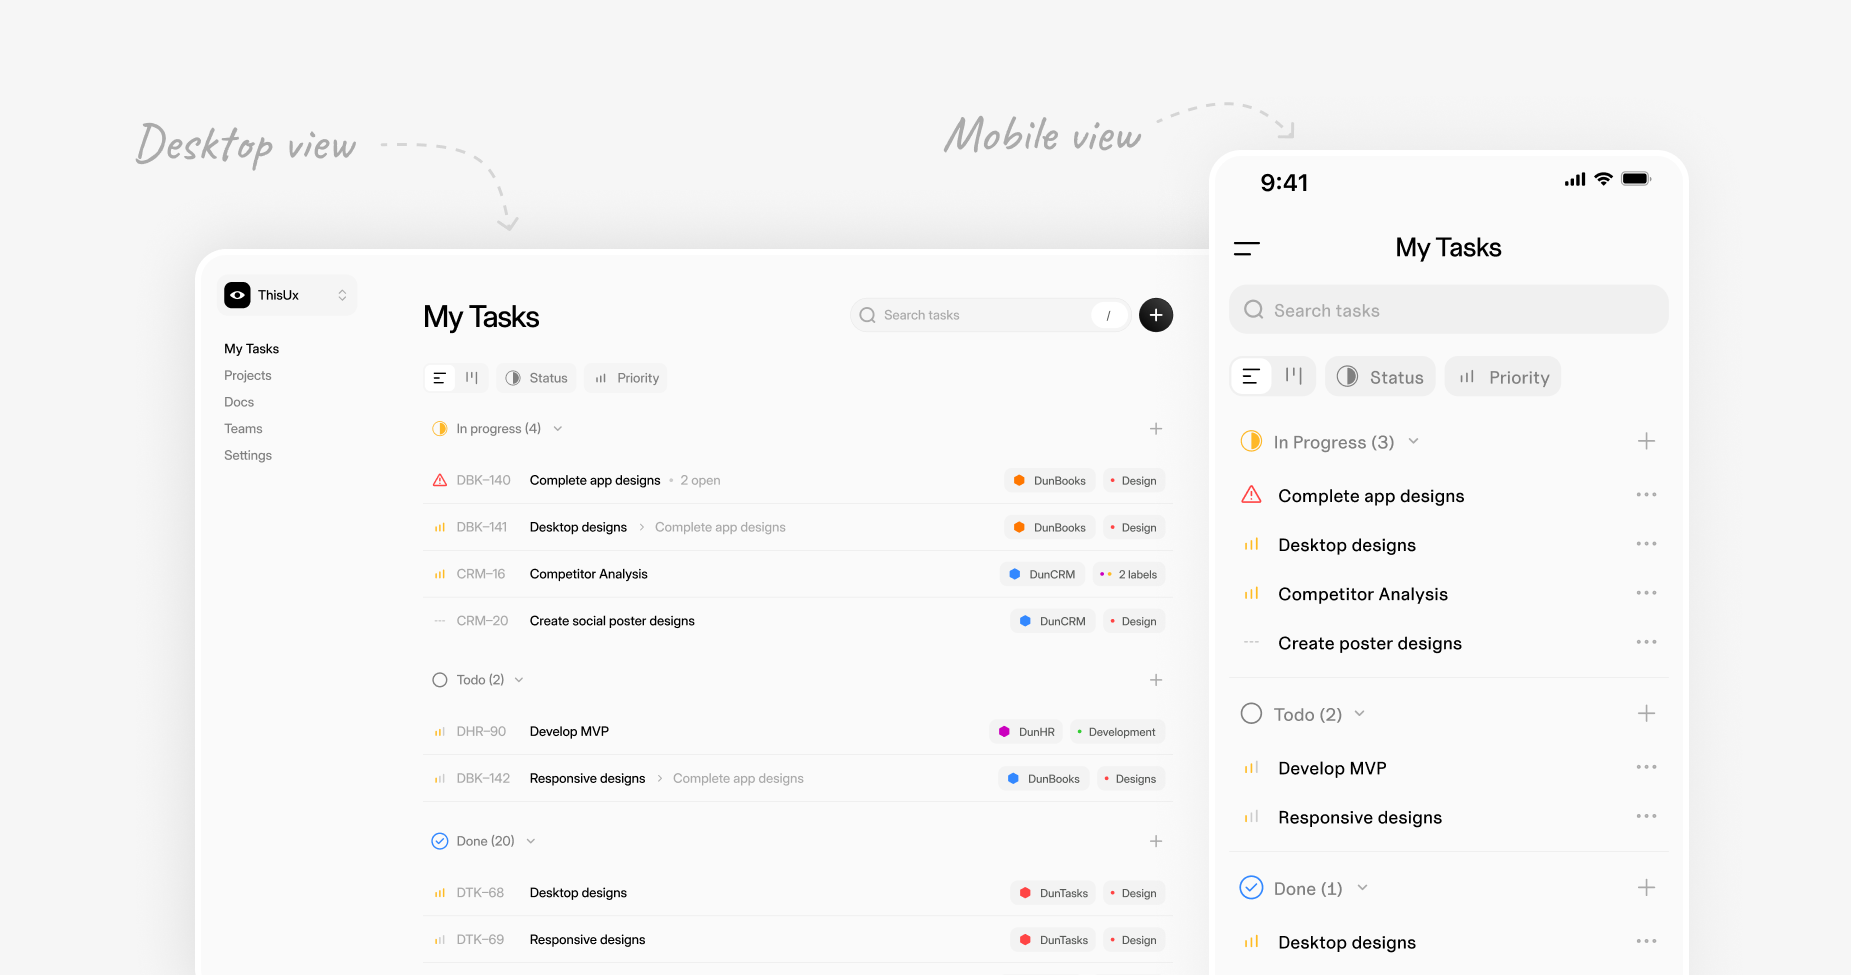 Desktop view
Mobile view
ThisUx
My Tasks
Projects
Docs
Teams
Settings
My Tasks
Search tasks
/
Status
Priority
In progress (4)
DBK-140 Complete app designs • 2 open DunBooks Design
DBK-141 Desktop designs > Complete app designs DunBooks Design
CRM-16 Competitor Analysis DunCRM 2 labels
CRM-20 Create social poster designs DunCRM Design
Todo (2)
DHR-90 Develop MVP DunHR Development
DBK-142 Responsive designs > Complete app designs DunBooks Designs
Done (20)
DTK-68 Desktop designs DunTasks Design
DTK-69 Responsive designs DunTasks Design
9:41
My Tasks
Search tasks
Status
Priority
In Progress (3)
Complete app designs
Desktop designs
Competitor Analysis
Create poster designs
Todo (2)
Develop MVP
Responsive designs
Done (1)
Desktop designs